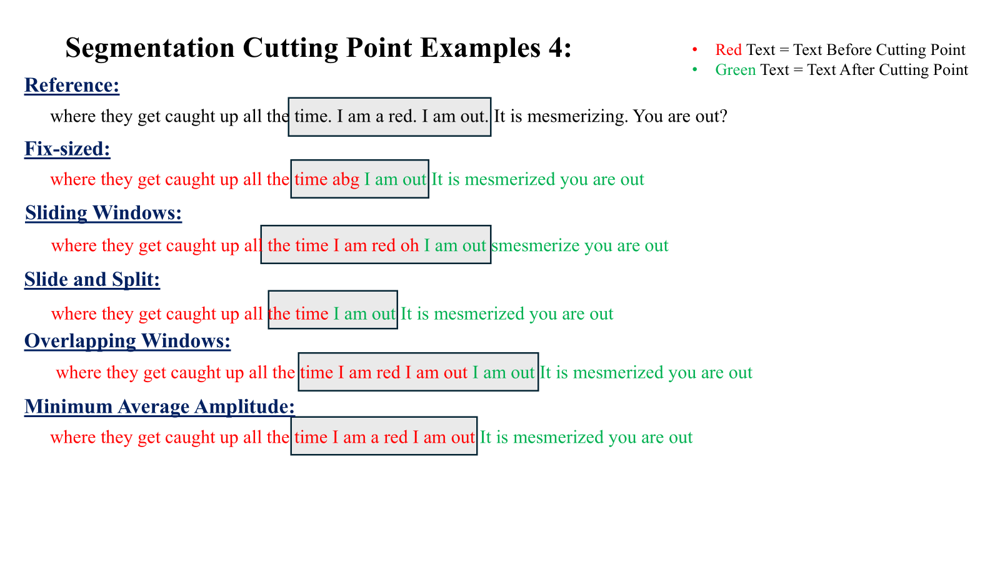 Segmentation Cutting Point Examples 4:
• Red Text = Text Before Cutting Point
• Green Text = Text After Cutting Point
Reference:
where they get caught up all the time. I am a red. I am out. It is mesmerizing. You are out?
Fix-sized:
where they get caught up all the time abg I am out It is mesmerized you are out
Sliding Windows:
where they get caught up all the time I am red oh I am out smesmerize you are out
Slide and Split:
where they get caught up all the time I am out It is mesmerized you are out
Overlapping Windows:
where they get caught up all the time I am red I am out I am out It is mesmerized you are out
Minimum Average Amplitude:
where they get caught up all the time I am a red I am out It is mesmerized you are out